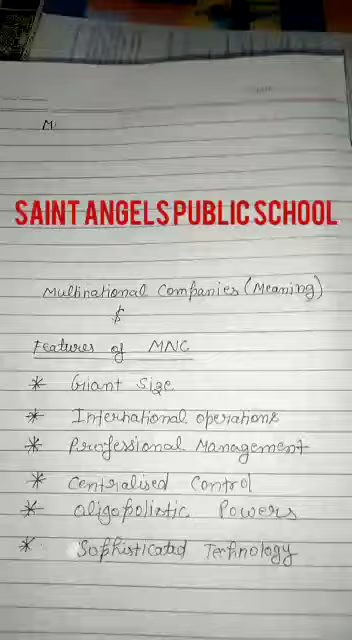 M
SAINT ANGELS PUBLIC SCHOOL
Multinational Companies (Meaning)
$
Features of MNC
* Giant Size
* International operations
* Professional Management
* Centralised Control
* Oligopolistic Powers
* Sophisticated Technology